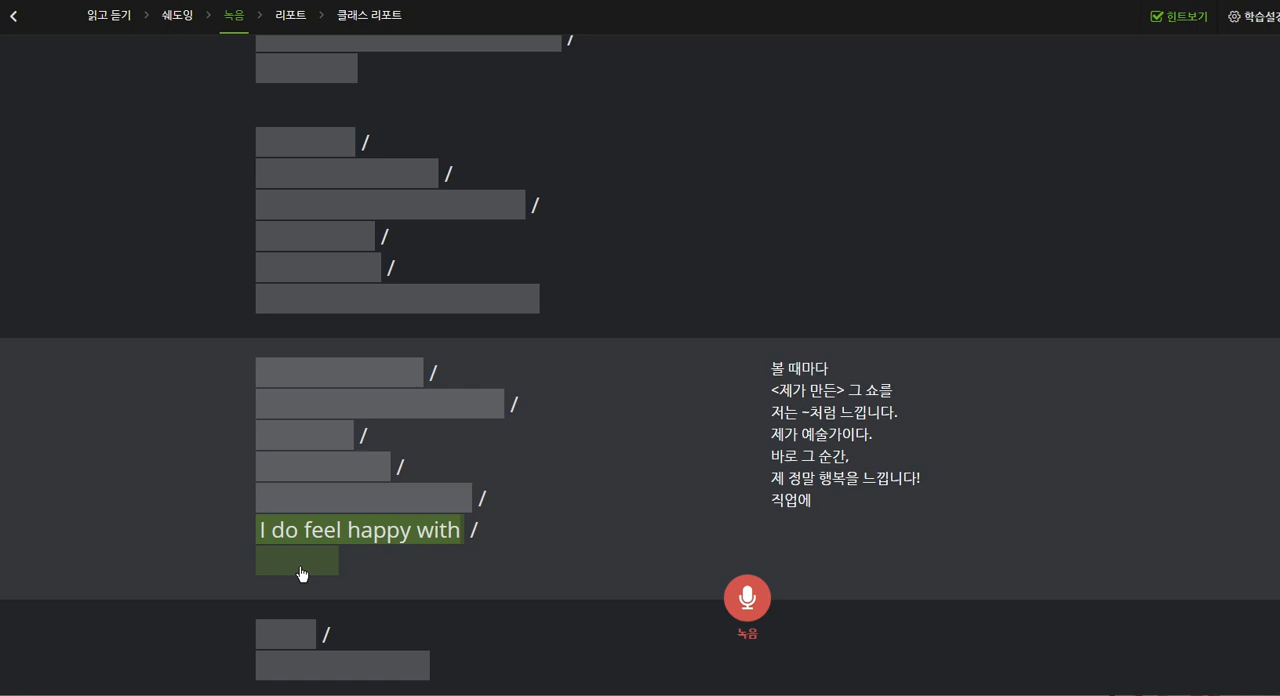 읽고 듣기 > 쉐도잉 > 녹음 > 리포트 > 클래스 리포트
힌트보기
학습설정
/
/
/
/
/
/
/
볼 때마다
/
<제가 만든> 그 쇼를
저는 ~처럼 느낍니다.
/
제가 예술가이다.
바로 그 순간,
/
제 정말 행복을 느낍니다!
/
직업에
I do feel happy with /
녹음
/